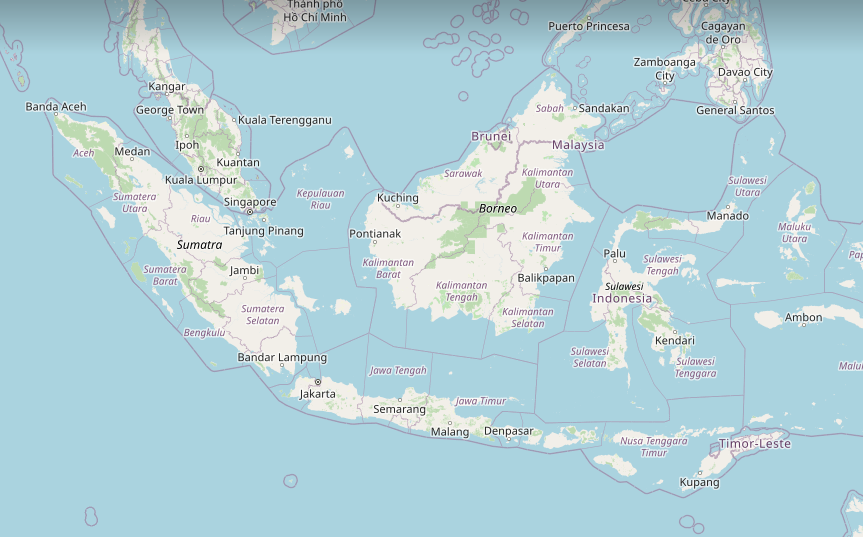 Thành phố
Hồ Chí Minh
Puerto Princesa
Cagayan
de Oro
Zamboanga
City
Davao City
General Santos
Kangar
Banda Aceh
George Town
Kuala Terengganu
Sabah
Sandakan
Brunei
Malaysia
Ipoh
Medan
Aceh
Kuantan
Kuala Lumpur
Sarawak
Kalimantan
Utara
Sulawesi
Utara
Sumatera
Utara
Singapore
Kepulauan
Riau
Kuching
Borneo
Manado
Riau
Tanjung Pinang
Pontianak
Maluku
Utara
Sumatra
Kalimantan
Timur
Palu
Sulawesi
Tengah
Sumatera
Barat
Jambi
Kalimantan
Barat
Balikpapan
Kalimantan
Tengah
Sulawesi
Indonesia
Sumatera
Selatan
Kalimantan
Selatan
Ambon
Bengkulu
Kendari
Bandar Lampung
Sulawesi
Selatan
Sulawesi
Tenggara
Jawa Tengah
Jakarta
Semarang
Jawa Timur
Malang
Denpasar
Nusa Tenggara
Timur
Timor-Leste
Kupang